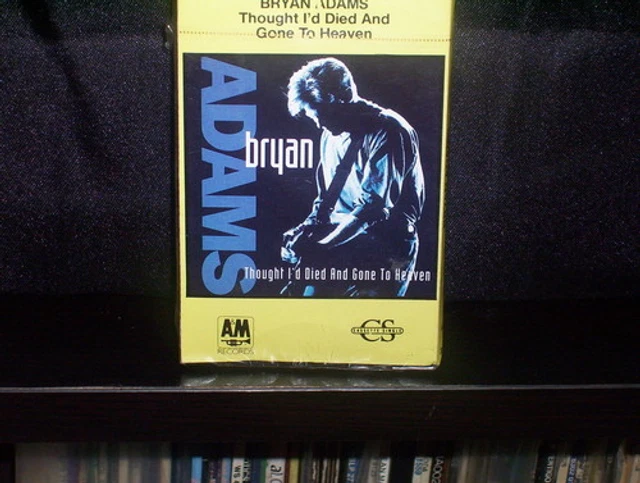 BRYAN ADAMS
Thought I'd Died And
Gone To Heaven
ADAMS
bryan
Thought I'd Died And Gone To Heaven
A&M
RECORDS
CS
CASSETTE SINGLE